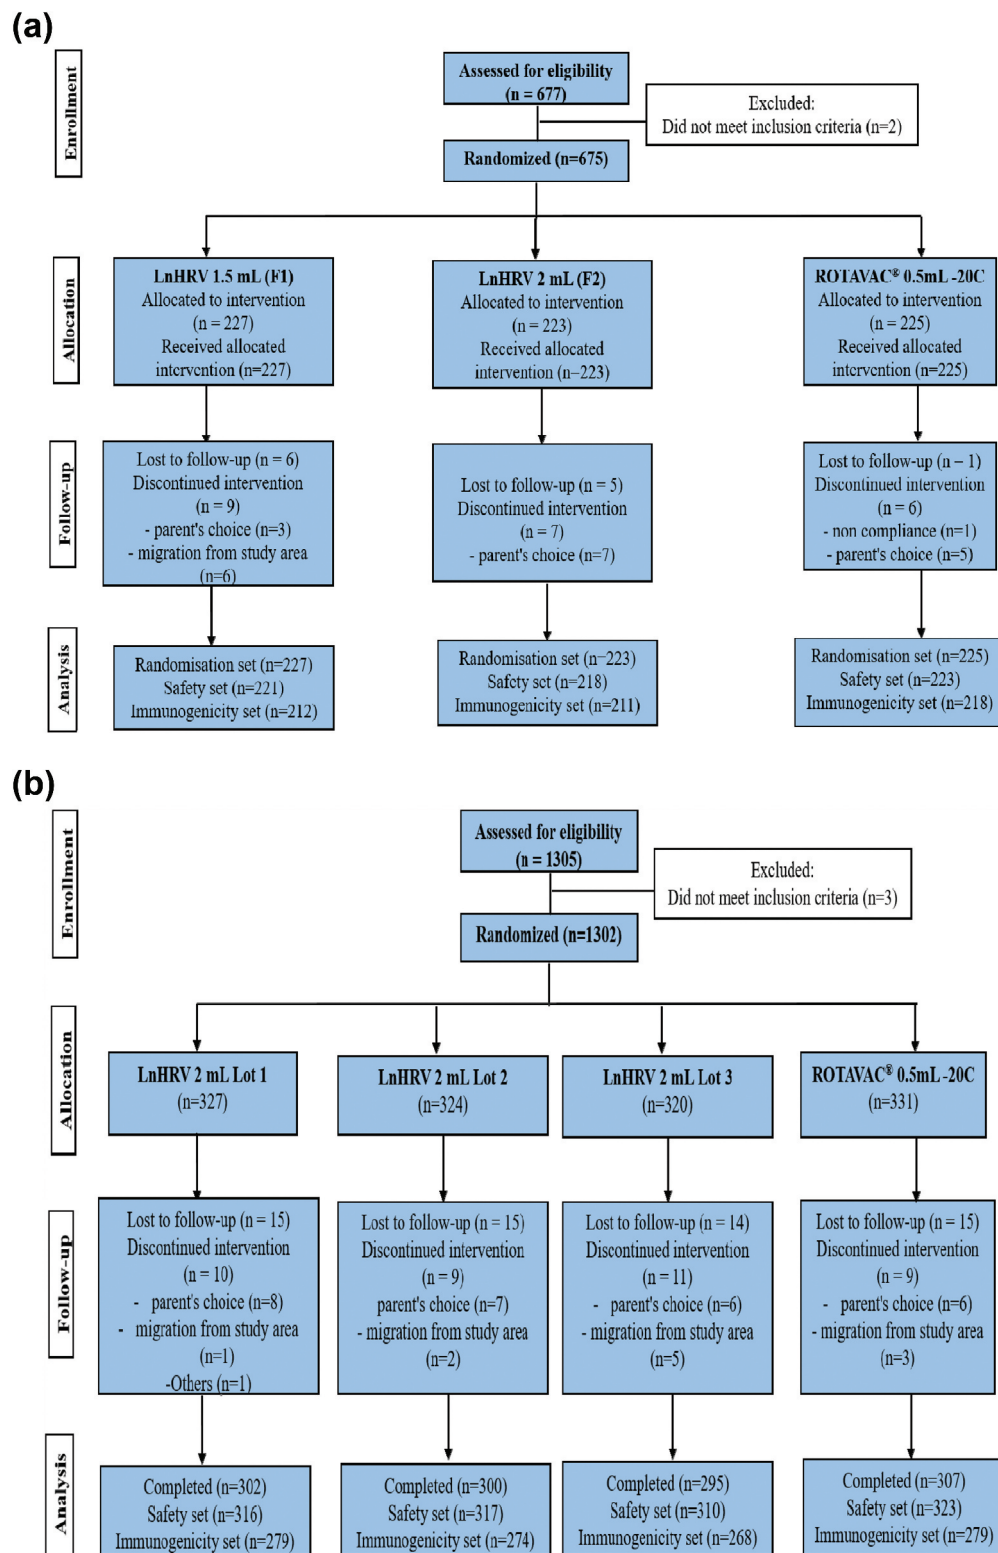 (a)
Enrollment
Assessed for eligibility
(n = 677)
Excluded:
Did not meet inclusion criteria (n=2)
Randomized (n=675)
Allocation
LnHRV 1.5 mL (F1)
Allocated to intervention
(n = 227)
Received allocated
intervention (n=227)
LnHRV 2 mL (F2)
Allocated to intervention
(n = 223)
Received allocated
intervention (n−223)
ROTAVAC® 0.5mL -20C
Allocated to intervention
(n = 225)
Received allocated
intervention (n=225)
Follow-up
Lost to follow-up (n = 6)
Discontinued intervention
(n = 9)
- parent's choice (n=3)
- migration from study area
(n=6)
Lost to follow-up (n = 5)
Discontinued intervention
(n = 7)
- parent's choice (n=7)
Lost to follow-up (n − 1)
Discontinued intervention
(n = 6)
- non compliance (n=1)
- parent's choice (n=5)
Analysis
Randomisation set (n=227)
Safety set (n=221)
Immunogenicity set (n=212)
Randomisation set (n−223)
Safety set (n=218)
Immunogenicity set (n=211)
Randomisation set (n=225)
Safety set (n=223)
Immunogenicity set (n=218)
(b)
Enrollment
Assessed for eligibility
(n = 1305)
Excluded:
Did not meet inclusion criteria (n=3)
Randomized (n=1302)
Allocation
LnHRV 2 mL Lot 1
(n=327)
LnHRV 2 mL Lot 2
(n=324)
LnHRV 2 mL Lot 3
(n=320)
ROTAVAC® 0.5mL -20C
(n=331)
Follow-up
Lost to follow-up (n = 15)
Discontinued intervention
(n = 10)
- parent's choice (n=8)
- migration from study area
(n=1)
-Others (n=1)
Lost to follow-up (n = 15)
Discontinued intervention
(n = 9)
parent's choice (n=7)
- migration from study area
(n=2)
Lost to follow-up (n = 14)
Discontinued intervention
(n = 11)
- parent's choice (n=6)
- migration from study area
(n=5)
Lost to follow-up (n = 15)
Discontinued intervention
(n = 9)
- parent's choice (n=6)
- migration from study area
(n=3)
Analysis
Completed (n=302)
Safety set (n=316)
Immunogenicity set (n=279)
Completed (n=300)
Safety set (n=317)
Immunogenicity set (n=274)
Completed (n=295)
Safety set (n=310)
Immunogenicity set (n=268)
Completed (n=307)
Safety set (n=323)
Immunogenicity set (n=279)